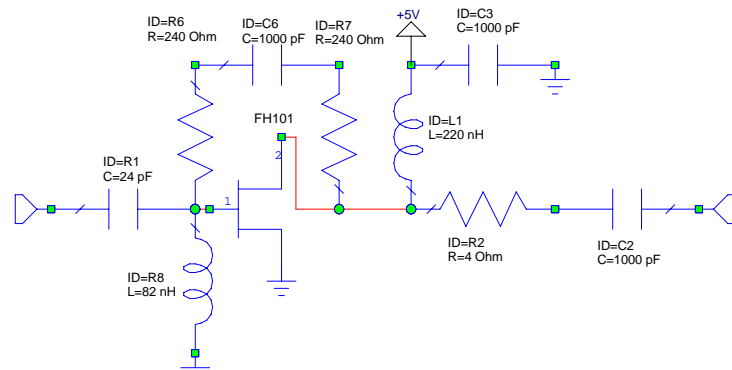 ID=R6
R=240 Ohm
ID=C6
C=1000 pF
ID=R7
R=240 Ohm
+5V
ID=C3
C=1000 pF
FH101
ID=L1
L=220 nH
2
ID=R1
C=24 pF
1
ID=R2
R=4 Ohm
ID=C2
C=1000 pF
ID=R8
L=82 nH